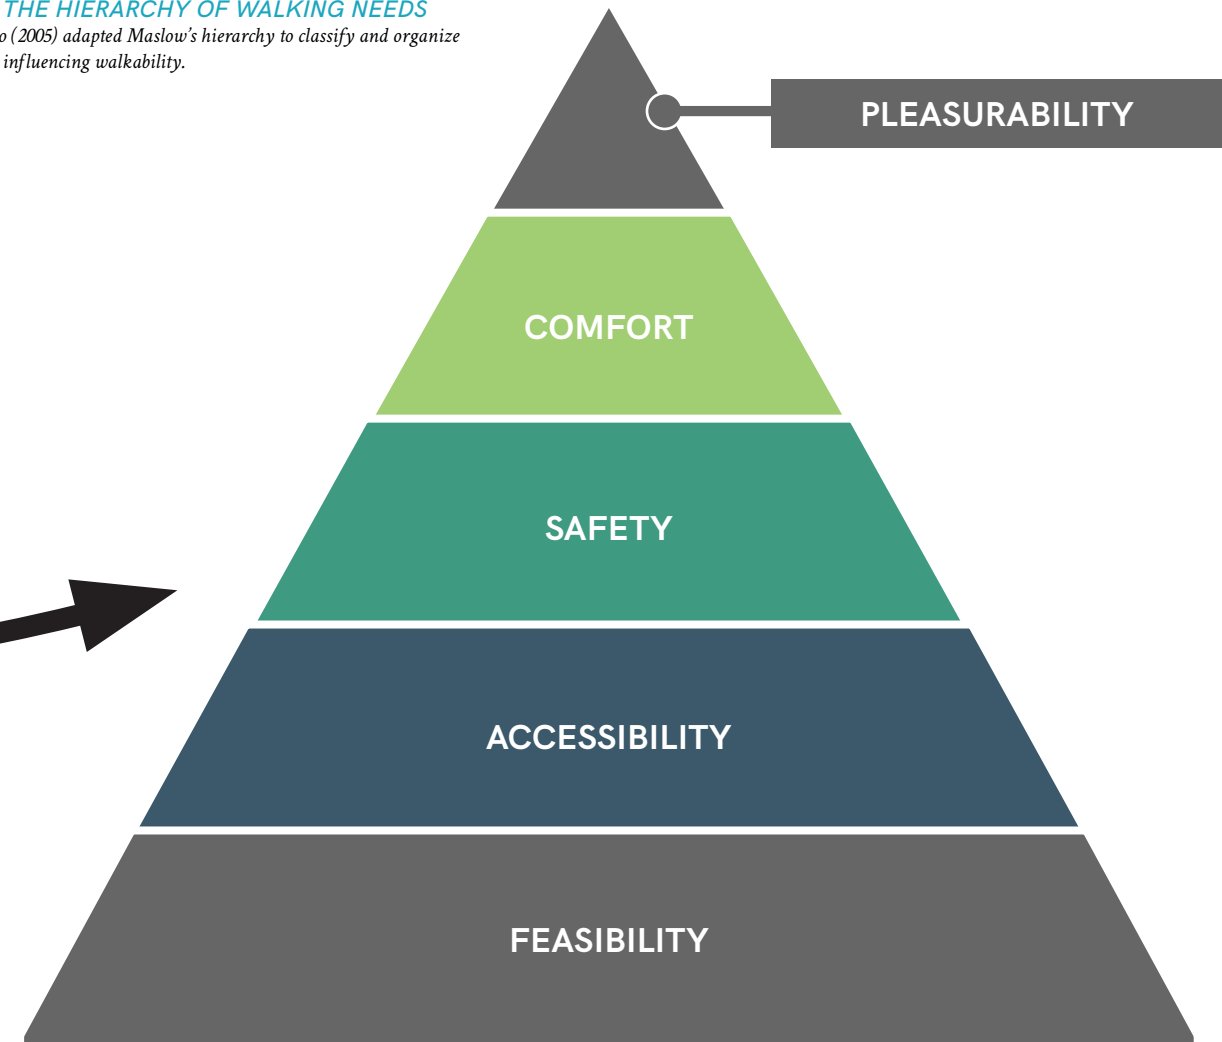 THE HIERARCHY OF WALKING NEEDS
o (2005) adapted Maslow's hierarchy to classify and organize
influencing walkability.
PLEASURABILITY
COMFORT
SAFETY
ACCESSIBILITY
FEASIBILITY